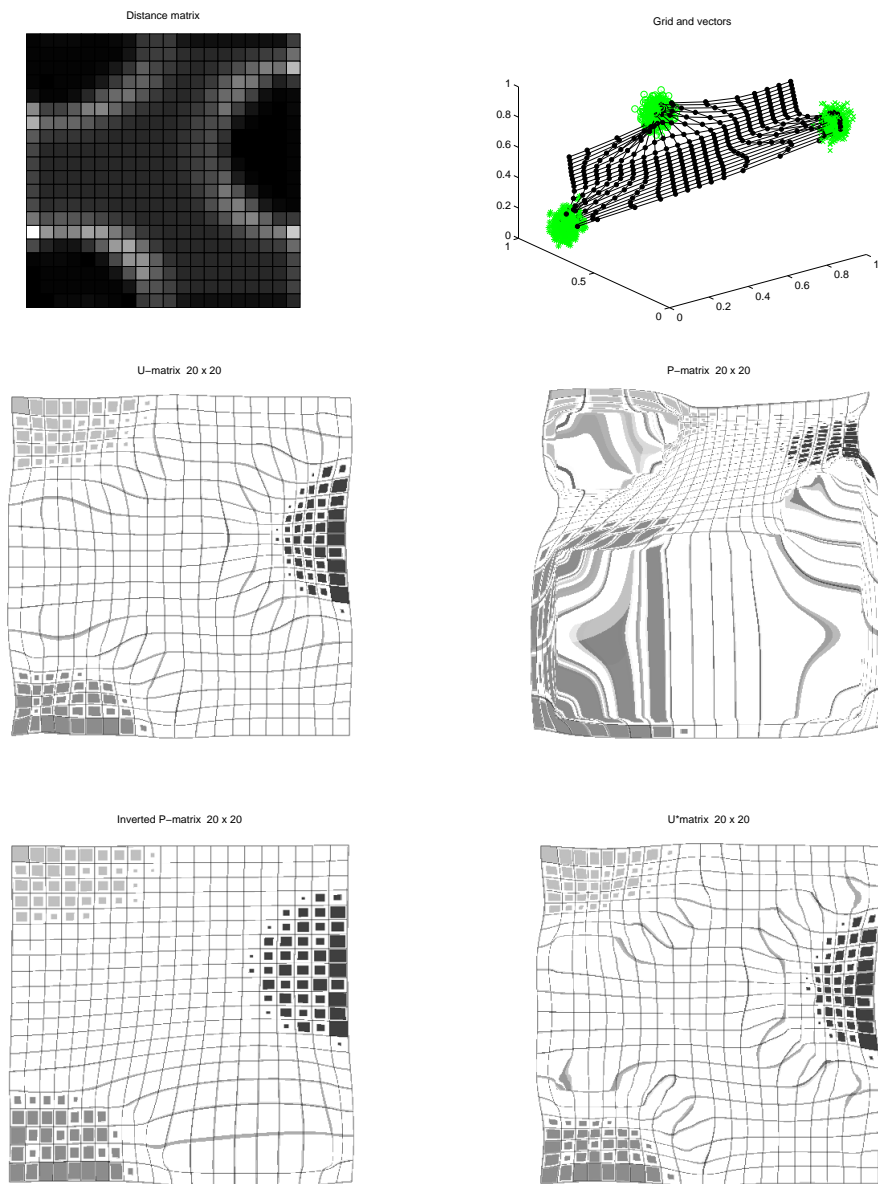 Distance matrix
Grid and vectors
1
0.8
0.6
0.4
0.2
0
1
0.5
0
0
0.2
0.4
0.6
0.8
1
U−matrix 20 x 20
P−matrix 20 x 20
Inverted P−matrix 20 x 20
U*matrix 20 x 20